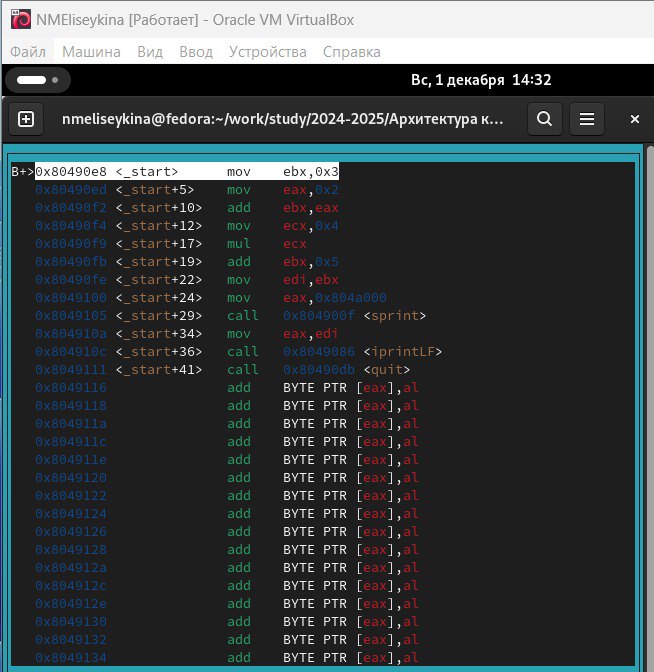 NMEliseykina [Работает] - Oracle VM VirtualBox
Файл Машина Вид Ввод Устройства Справка
Вс, 1 декабря 14:32
nmeliseykina@fedora:~/work/study/2024-2025/Архитектура к...
B+>0x80490e8 <_start> mov ebx,0x3
0x80490ed <_start+5> mov eax,0x2
0x80490f2 <_start+10> add ebx,eax
0x80490f4 <_start+12> mov ecx,0x4
0x80490f9 <_start+17> mul ecx
0x80490fb <_start+19> add ebx,0x5
0x80490fe <_start+22> mov edi,ebx
0x8049100 <_start+24> mov eax,0x804a000
0x8049105 <_start+29> call 0x804900f <sprint>
0x804910a <_start+34> mov eax,edi
0x804910c <_start+36> call 0x8049086 <iprintLF>
0x8049111 <_start+41> call 0x80490db <quit>
0x8049116 add BYTE PTR [eax],al
0x8049118 add BYTE PTR [eax],al
0x804911a add BYTE PTR [eax],al
0x804911c add BYTE PTR [eax],al
0x804911e add BYTE PTR [eax],al
0x8049120 add BYTE PTR [eax],al
0x8049122 add BYTE PTR [eax],al
0x8049124 add BYTE PTR [eax],al
0x8049126 add BYTE PTR [eax],al
0x8049128 add BYTE PTR [eax],al
0x804912a add BYTE PTR [eax],al
0x804912c add BYTE PTR [eax],al
0x804912e add BYTE PTR [eax],al
0x8049130 add BYTE PTR [eax],al
0x8049132 add BYTE PTR [eax],al
0x8049134 add BYTE PTR [eax],al